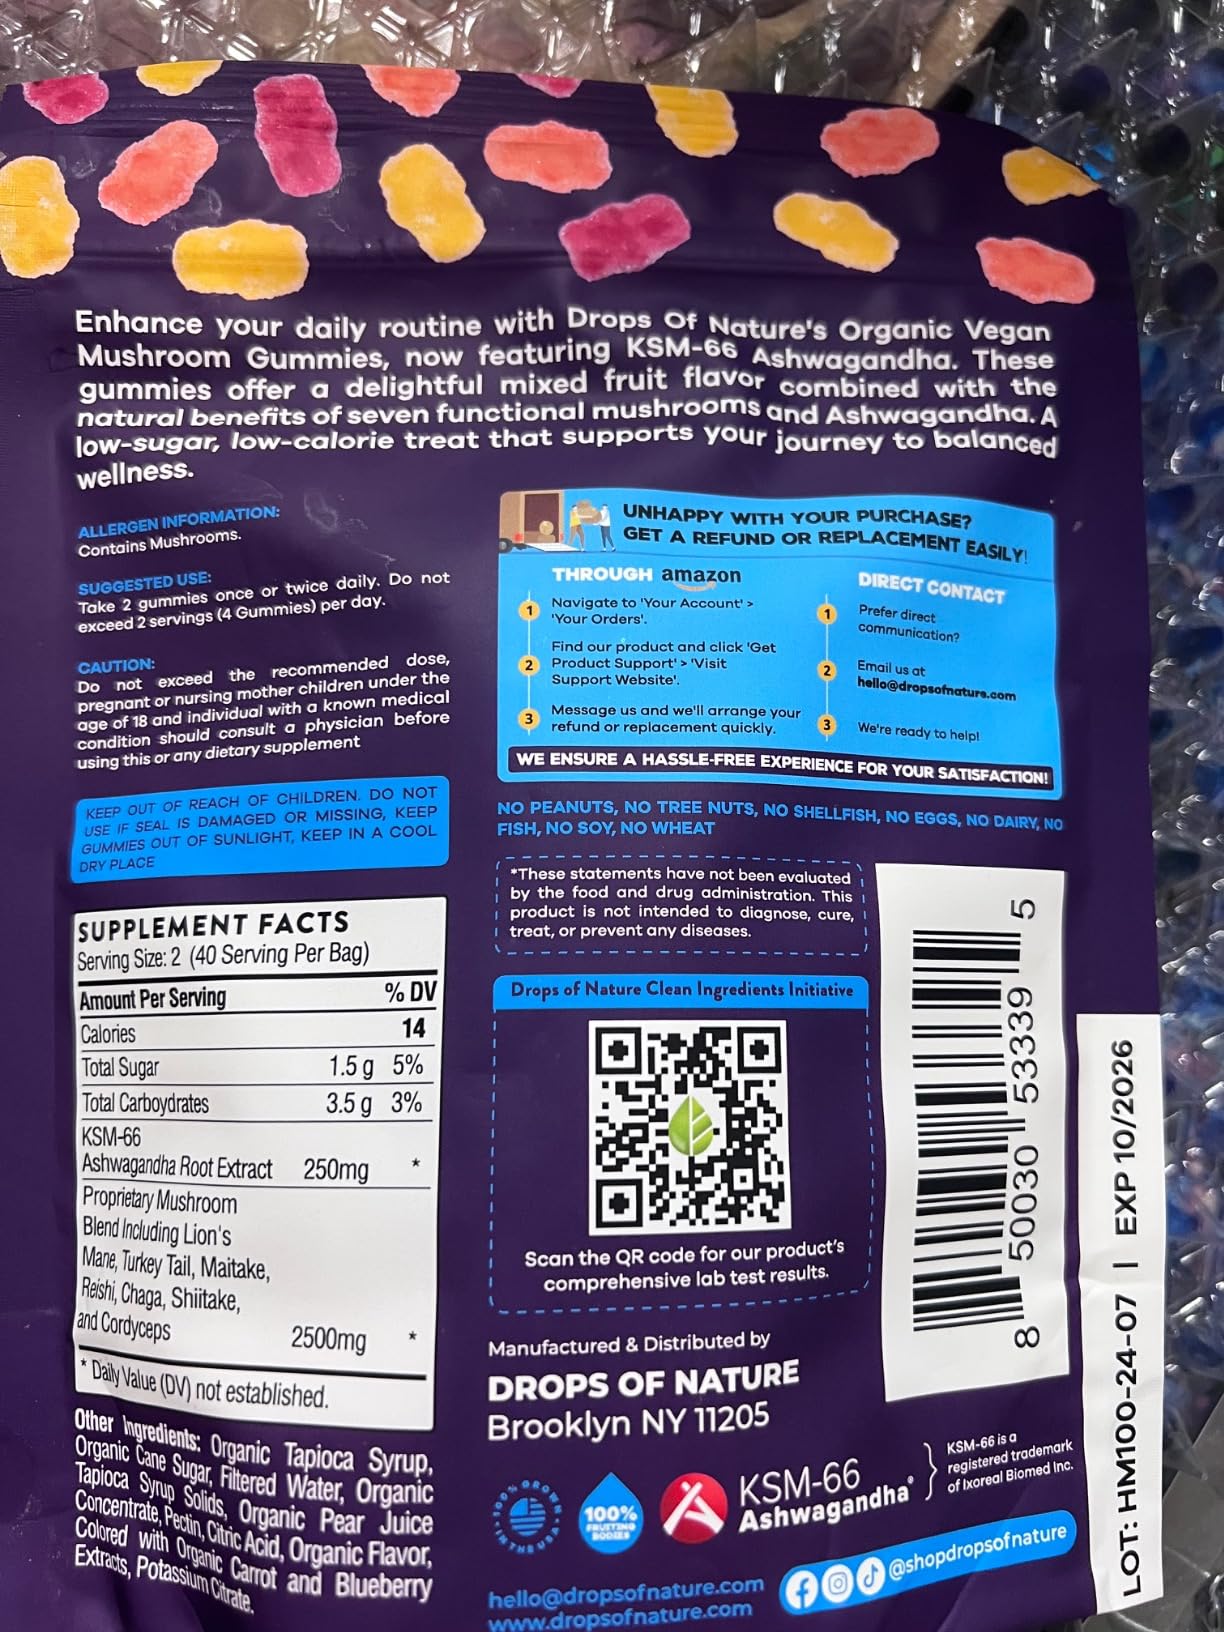 Enhance your daily routine with Drops Of Nature's Organic Vegan
Mushroom Gummies, now featuring KSM-66 Ashwagandha. These
gummies offer a delightful mixed fruit flavor combined with the
natural benefits of seven functional mushrooms and Ashwagandha. A
low-sugar, low-calorie treat that supports your journey to balanced
wellness.
ALLERGEN INFORMATION:
Contains Mushrooms.
SUGGESTED USE:
Take 2 gummies once or twice daily. Do not
exceed 2 servings (4 Gummies) per day.
CAUTION:
Do not exceed the recommended dose,
pregnant or nursing mother children under the
age of 18 and individual with a known medical
condition should consult a physician before
using this or any dietary supplement
KEEP OUT OF REACH OF CHILDREN. DO NOT
USE IF SEAL IS DAMAGED OR MISSING, KEEP
GUMMIES OUT OF SUNLIGHT, KEEP IN A COOL
DRY PLACE
SUPPLEMENT FACTS
Serving Size: 2 (40 Serving Per Bag)
Amount Per Serving % DV
Calories 14
Total Sugar 1.5 g 5%
Total Carboydrates 3.5 g 3%
KSM-66
Ashwagandha Root Extract 250mg *
Proprietary Mushroom
Blend Including Lion's
Mane, Turkey Tail, Maitake,
Reishi, Chaga, Shiitake,
and Cordyceps 2500mg *
* Daily Value (DV) not established.
Other Ingredients: Organic Tapioca Syrup,
Organic Cane Sugar, Filtered Water, Organic
Tapioca Syrup Solids, Organic Pear Juice
Concentrate, Pectin, Citric Acid, Organic Flavor,
Colored with Organic Carrot and Blueberry
Extracts, Potassium Citrate.
UNHAPPY WITH YOUR PURCHASE?
GET A REFUND OR REPLACEMENT EASILY!
THROUGH amazon
1 Navigate to 'Your Account' >
'Your Orders'.
2 Find our product and click 'Get
Product Support' > 'Visit
Support Website'.
3 Message us and we'll arrange your
refund or replacement quickly.
DIRECT CONTACT
1 Prefer direct
communication?
2 Email us at
hello@dropsofnature.com
3 We're ready to help!
WE ENSURE A HASSLE-FREE EXPERIENCE FOR YOUR SATISFACTION!
NO PEANUTS, NO TREE NUTS, NO SHELLFISH, NO EGGS, NO DAIRY, NO
FISH, NO SOY, NO WHEAT
*These statements have not been evaluated
by the food and drug administration. This
product is not intended to diagnose, cure,
treat, or prevent any diseases.
Drops of Nature Clean Ingredients Initiative
Scan the QR code for our product's
comprehensive lab test results.
8 50030 53339 5
Manufactured & Distributed by
DROPS OF NATURE
Brooklyn NY 11205
100% GROWN
IN THE USA
100%
FRUITING
BODIES
KSM-66
Ashwagandha®
KSM-66 is a
registered trademark
of Ixoreal Biomed Inc.
hello@dropsofnature.com
www.dropsofnature.com
@shopdropsofnature
LOT: HM100-24-07 | EXP 10/2026